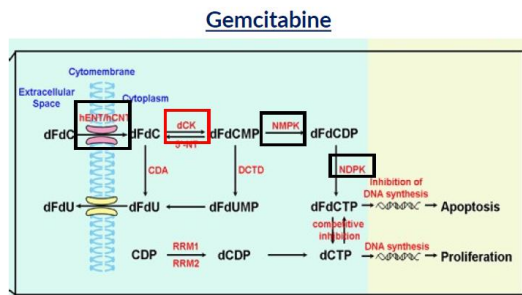 Gemcitabine
Cytomembrane
Extracellular
Space
Cytoplasm
hENT/hCNT
dCK
NMPK
dFdC
dFdC
dFdCMP
dFdCDP
5'-NT
CDA
DCTD
NDPK
Inhibition of
DNA synthesis
dFdU
dFdU
dFdUMP
dFdCTP
Apoptosis
competitive
inhibition
CDP
RRM1
RRM2
dCDP
dCTP
DNA synthesis
Proliferation